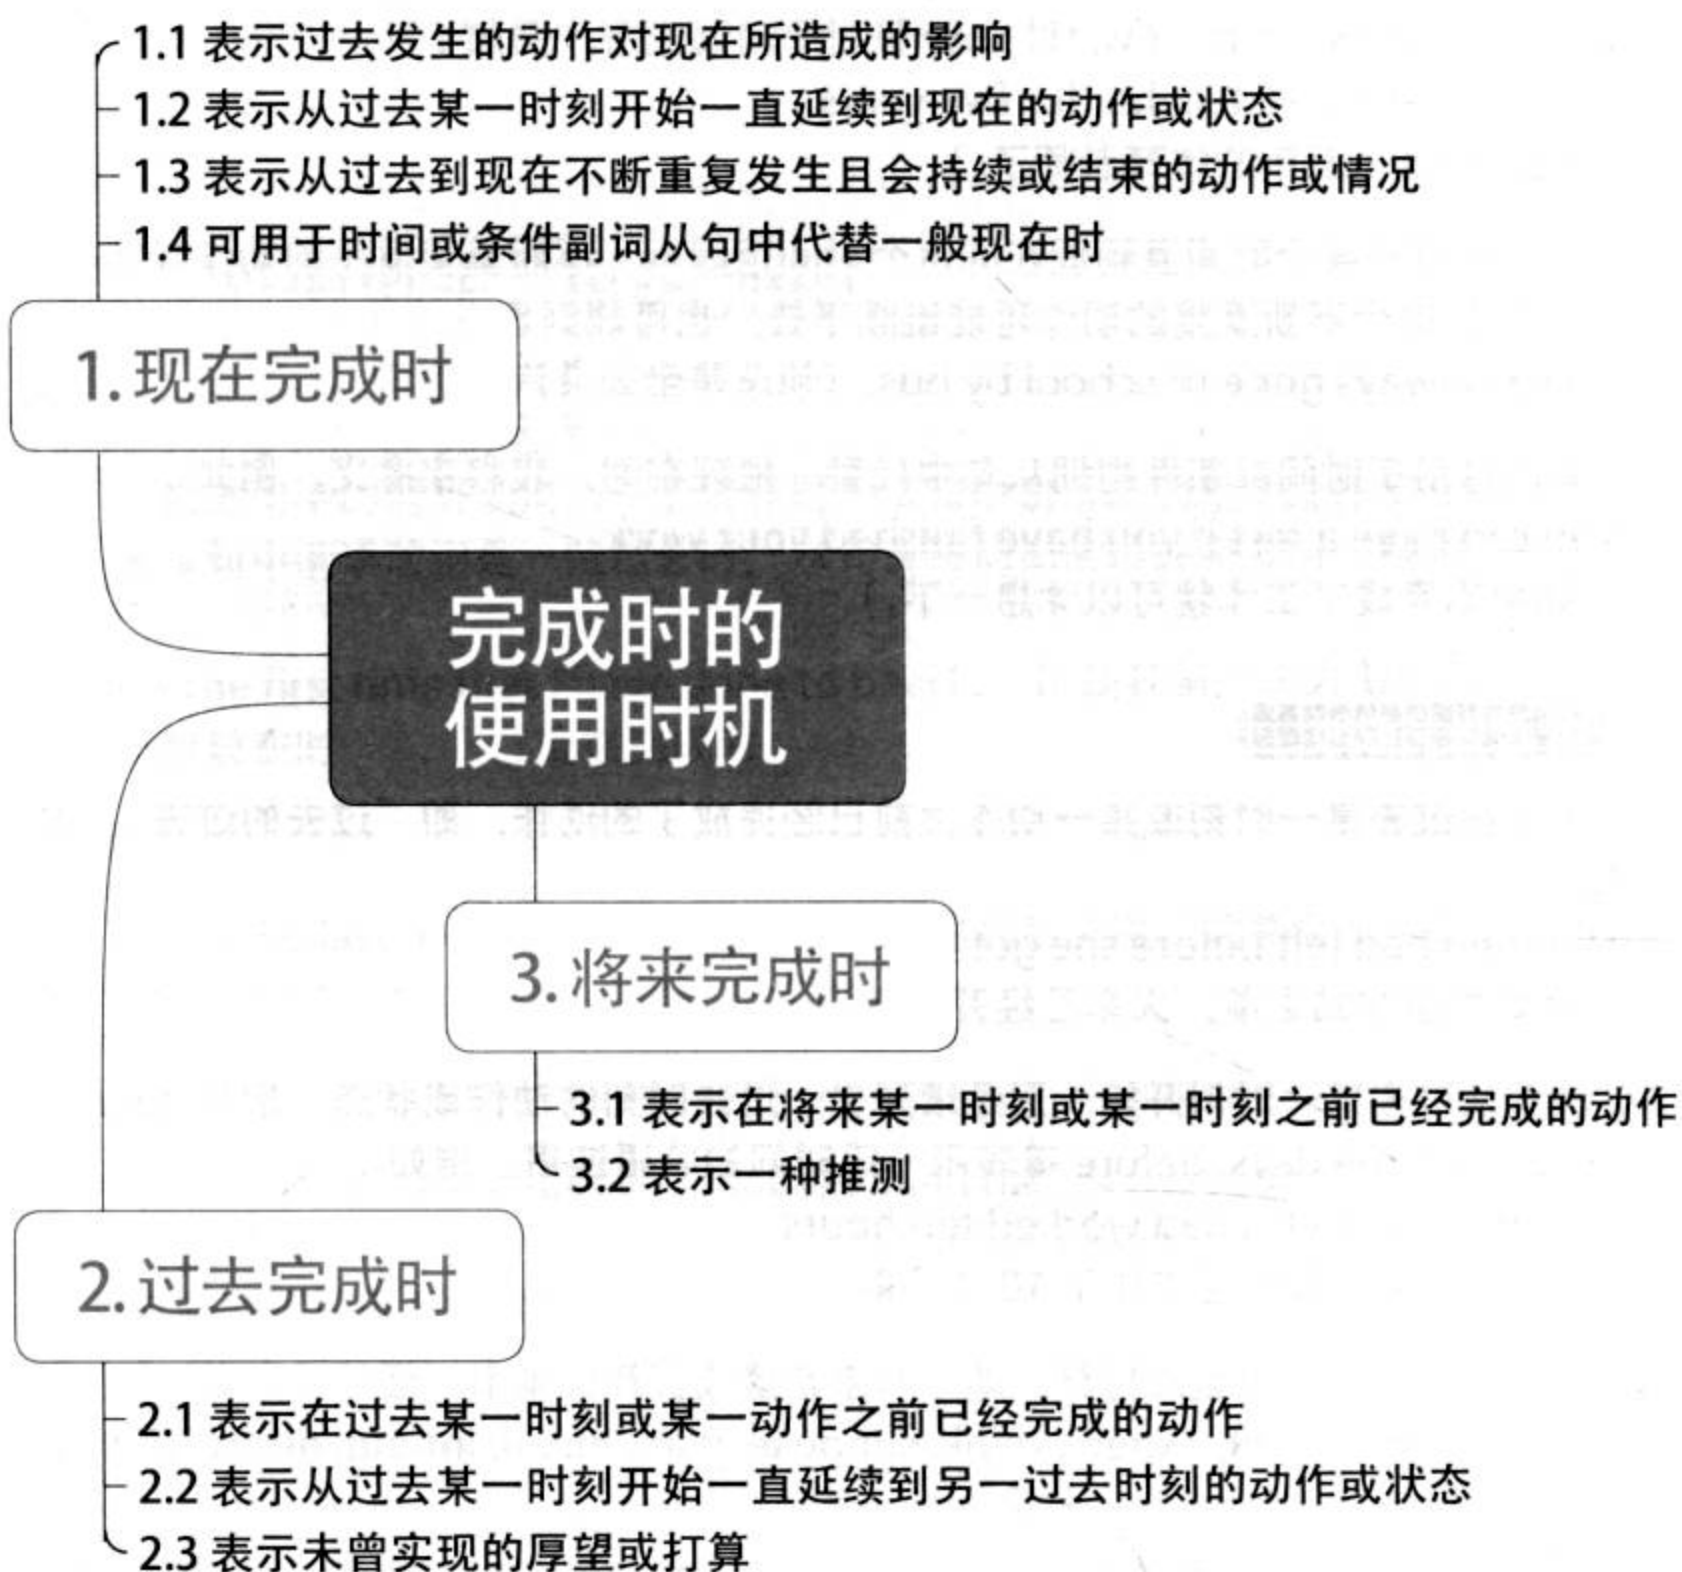 1.1 表示过去发生的动作对现在所造成的影响
1.2 表示从过去某一时刻开始一直延续到现在的动作或状态
1.3 表示从过去到现在不断重复发生且会持续或结束的动作或情况
1.4 可用于时间或条件副词从句中代替一般现在时
1. 现在完成时
完成时的
使用时机
3. 将来完成时
3.1 表示在将来某一时刻或某一时刻之前已经完成的动作
3.2 表示一种推测
2. 过去完成时
2.1 表示在过去某一时刻或某一动作之前已经完成的动作
2.2 表示从过去某一时刻开始一直延续到另一过去时刻的动作或状态
2.3 表示未曾实现的厚望或打算